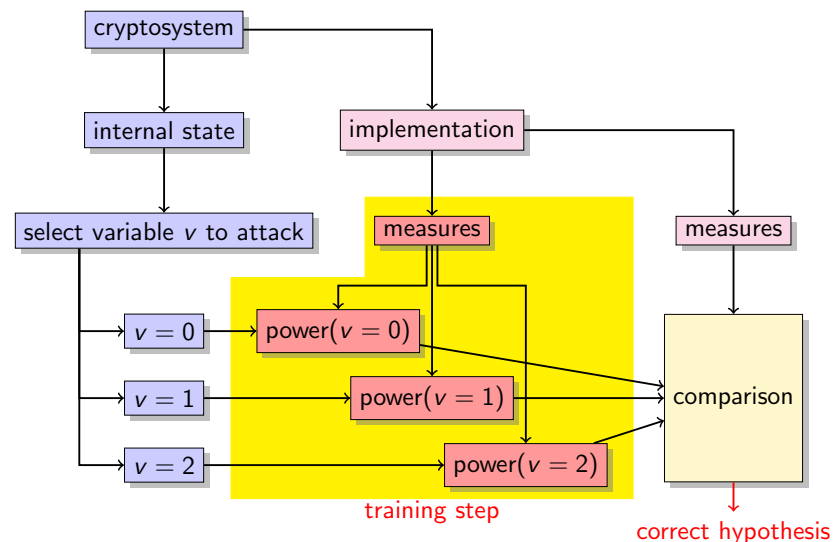 cryptosystem
internal state
implementation
select variable v to attack
measures
measures
v = 0
power(v = 0)
v = 1
power(v = 1)
comparison
v = 2
power(v = 2)
training step
correct hypothesis